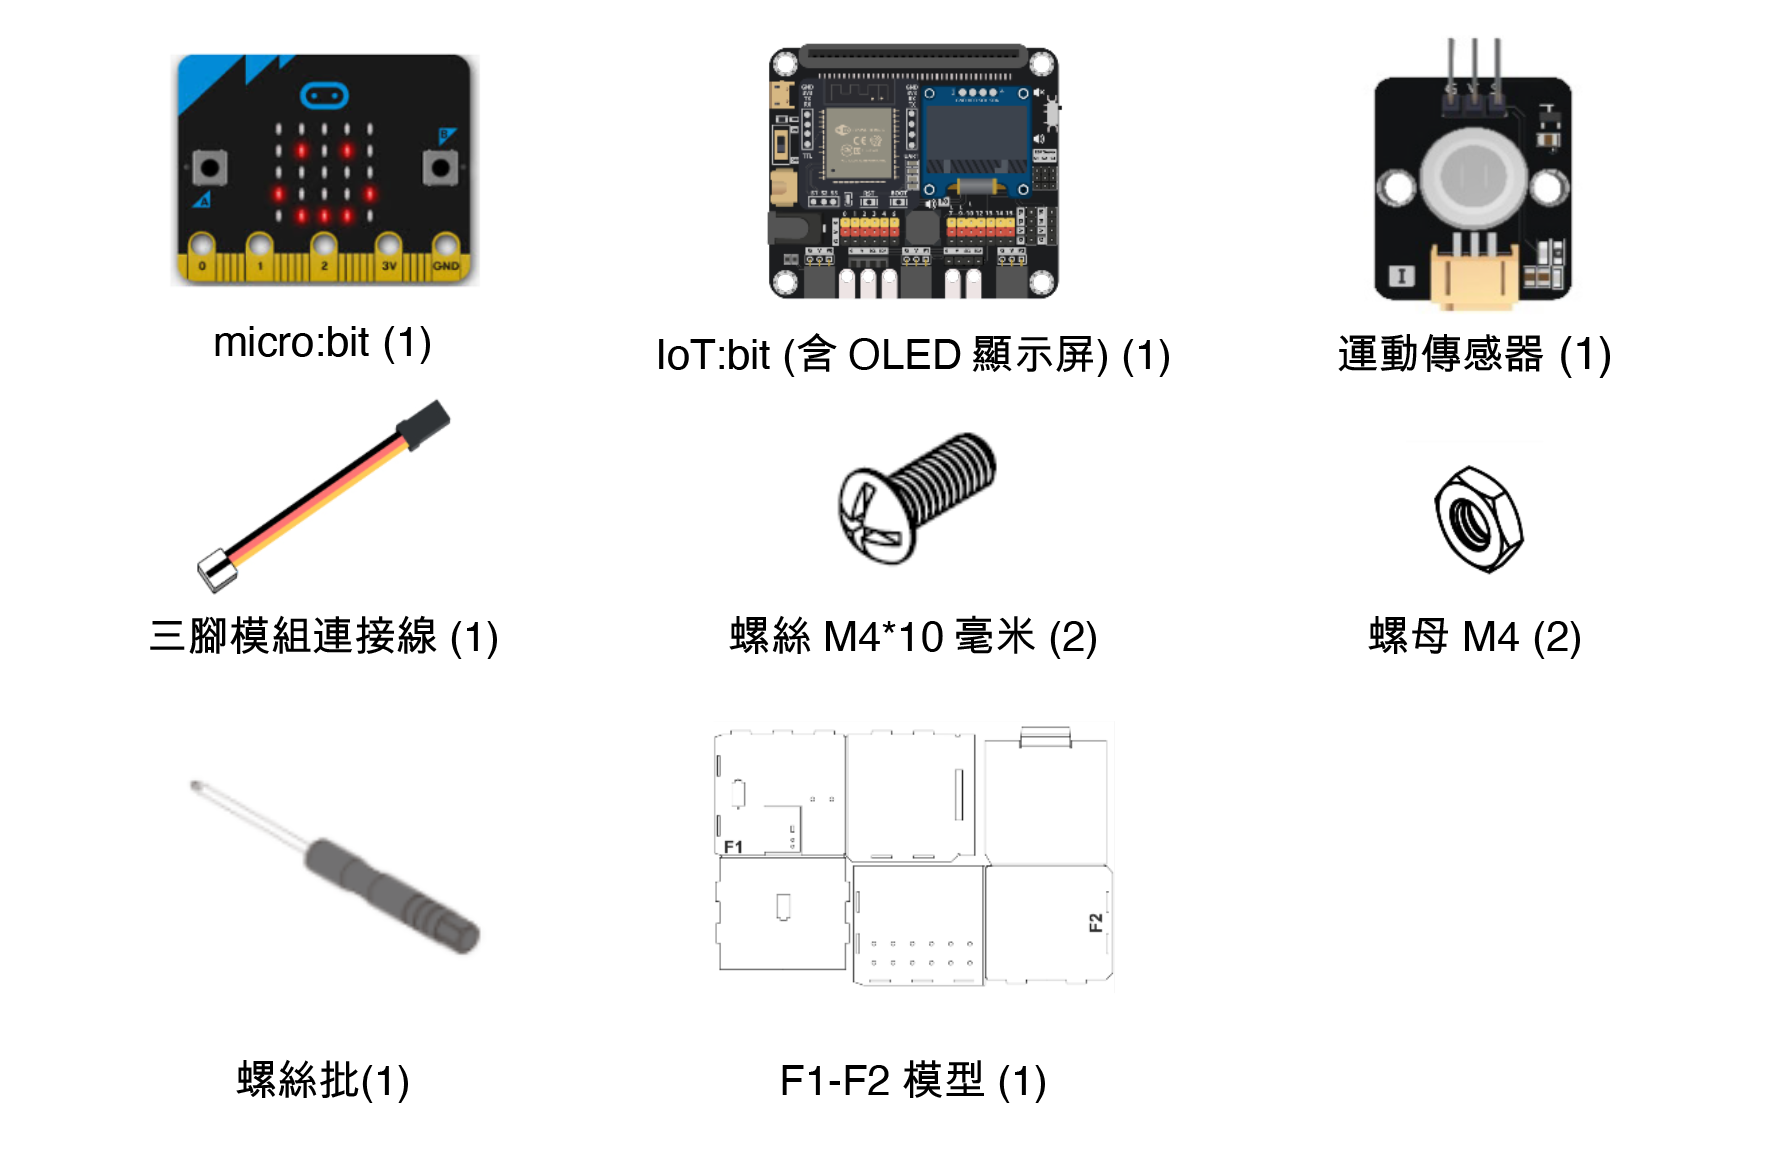 B
A
0 1 2 3V GND
micro:bit (1)
IoT:bit (含 OLED 顯示屏) (1)
I
運動傳感器 (1)
三腳模組連接線 (1)
螺絲 M4*10 毫米 (2)
螺母 M4 (2)
F1
F2
螺絲批(1)
F1-F2 模型 (1)